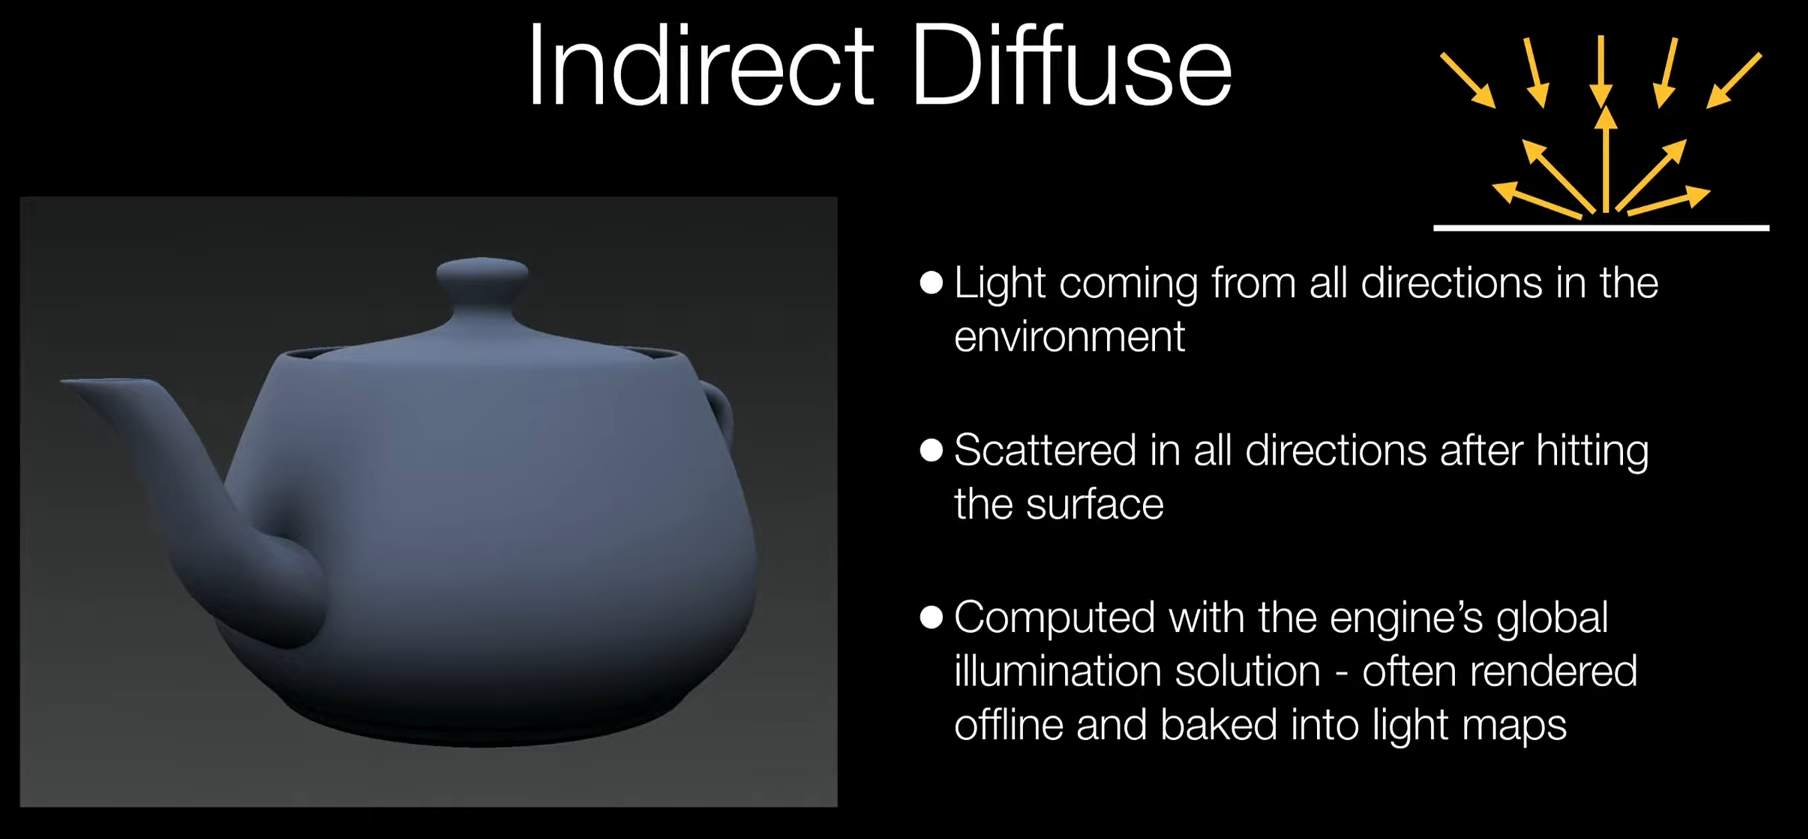 Indirect Diffuse
● Light coming from all directions in the
environment
● Scattered in all directions after hitting
the surface
● Computed with the engine’s global
illumination solution - often rendered
offline and baked into light maps